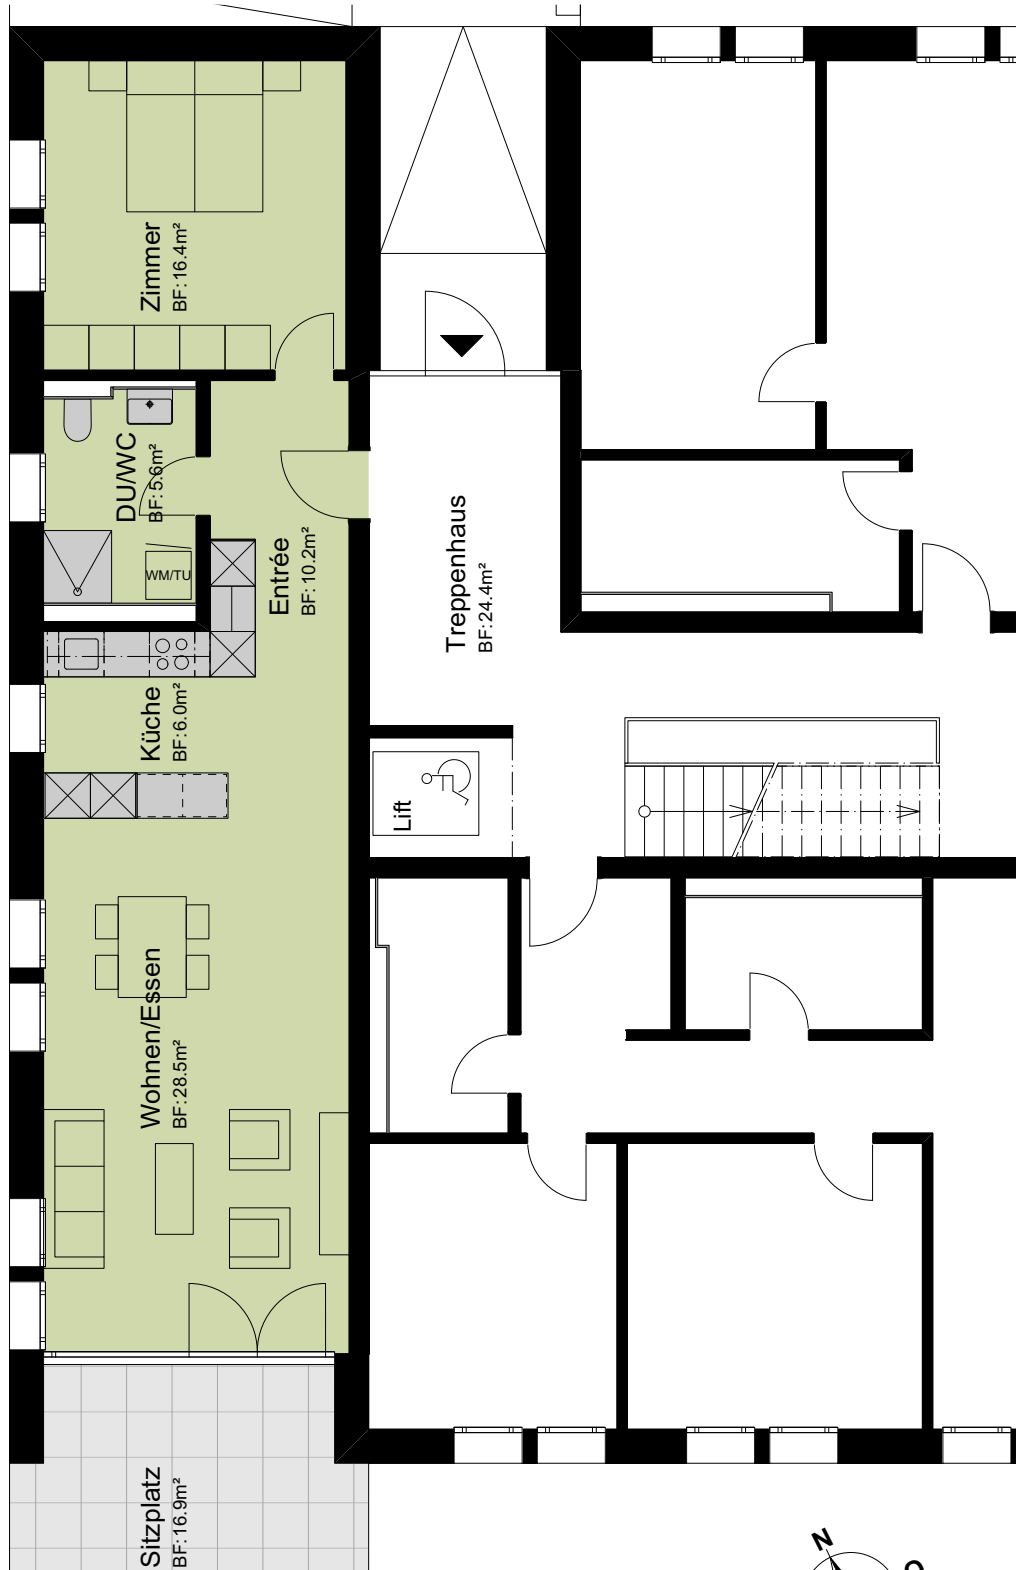 Zimmer
BF: 16.4m²
DU/WC
BF: 5.6m²
WM/TU
Entrée
BF: 10.2m²
Treppenhaus
BF: 24.4m²
Küche
BF: 6.0m²
Lift
Wohnen/Essen
BF: 28.5m²
Sitzplatz
BF: 16.9m²
N